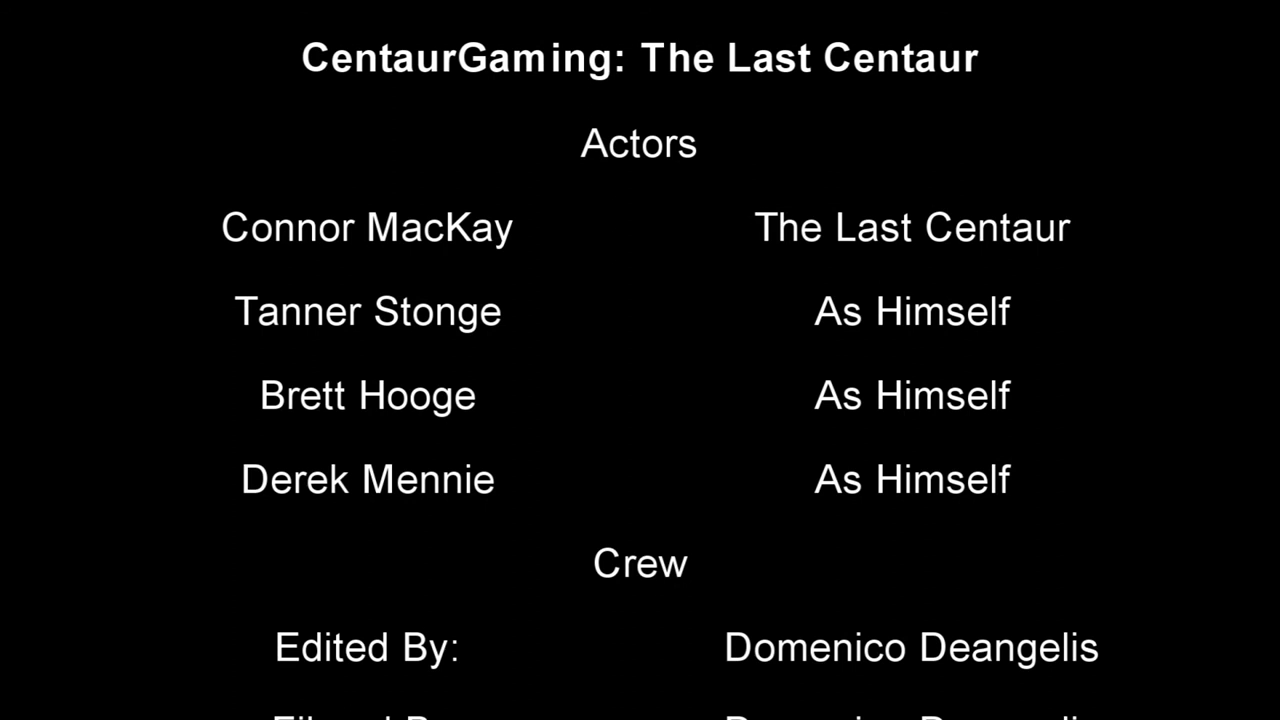 CentaurGaming: The Last Centaur
Actors
Connor MacKay The Last Centaur
Tanner Stonge As Himself
Brett Hooge As Himself
Derek Mennie As Himself
Crew
Edited By: Domenico Deangelis